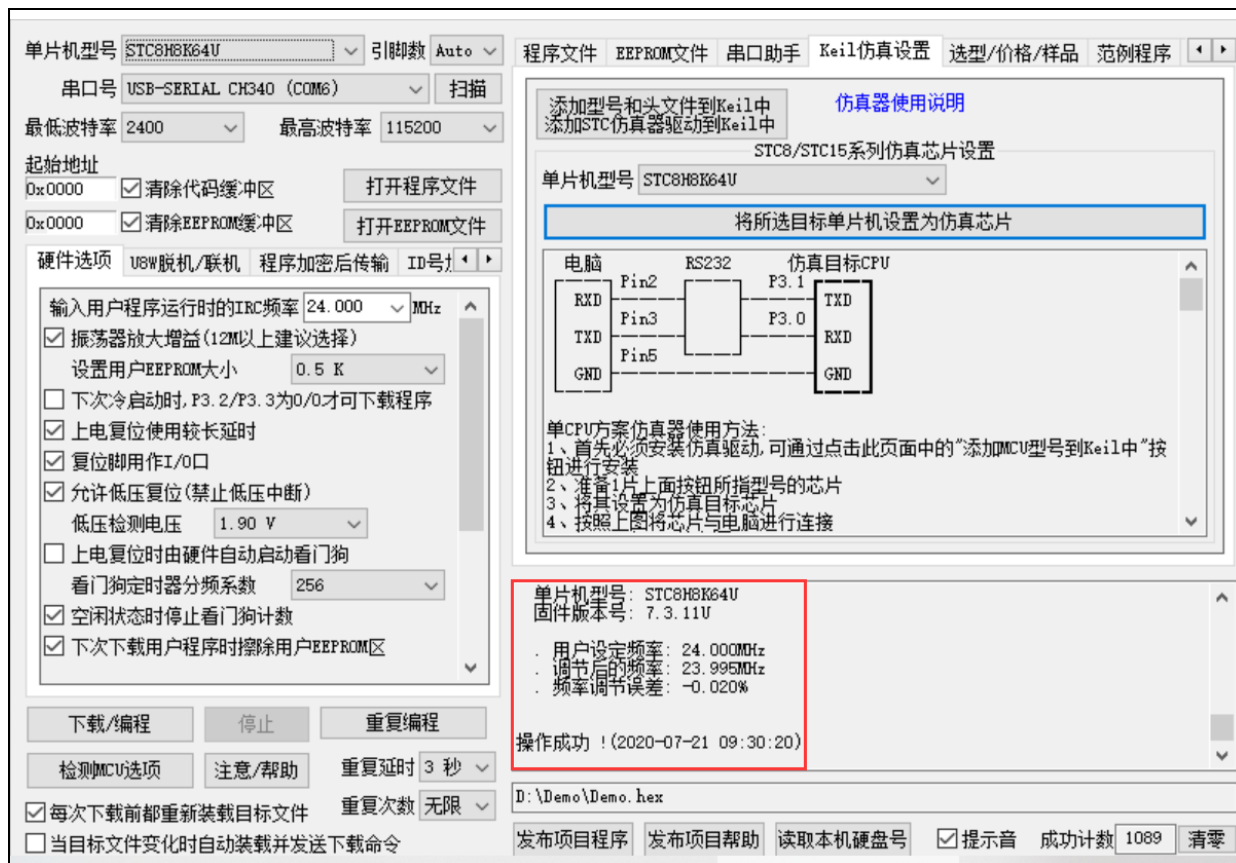 单片机型号 STC8H8K64U 引脚数 Auto
串口号 USB-SERIAL CH340 (COM6) 扫描
最低波特率 2400 最高波特率 115200
起始地址
0x0000 清除代码缓冲区 打开程序文件
0x0000 清除EEPROM缓冲区 打开EEPROM文件
硬件选项 U8W脱机/联机 程序加密后传输 ID号
输入用户程序运行时的IRC频率 24.000 MHz
振荡器放大增益(12M以上建议选择)
设置用户EEPROM大小 0.5 K
下次冷启动时,P3.2/P3.3为0/0才可下载程序
上电复位使用较长延时
复位脚用作I/O口
允许低压复位(禁止低压中断)
低压检测电压 1.90 V
上电复位时由硬件自动启动看门狗
看门狗定时器分频系数 256
空闲状态时停止看门狗计数
下次下载用户程序时擦除用户EEPROM区
下载/编程 停止 重复编程
检测MCU选项 注意/帮助 重复延时 3 秒
每次下载前都重新装载目标文件 重复次数 无限
当目标文件变化时自动装载并发送下载命令
程序文件 EEPROM文件 串口助手 Keil仿真设置 选型/价格/样品 范例程序
添加型号和头文件到Keil中
添加STC仿真器驱动到Keil中
仿真器使用说明
STC8/STC15系列仿真芯片设置
单片机型号 STC8H8K64U
将所选目标单片机设置为仿真芯片
电脑 RS232 仿真目标CPU
RXD Pin2 P3.1 TXD
TXD Pin3 P3.0 RXD
GND Pin5 GND
单CPU方案仿真器使用方法:
1、首先必须安装仿真驱动,可通过点击此页面中的"添加MCU型号到Keil中"按
钮进行安装
2、准备1片上面按钮所指型号的芯片
3、将其设置为仿真目标芯片
4、按照上图将芯片与电脑进行连接
单片机型号: STC8H8K64U
固件版本号: 7.3.11U
. 用户设定频率: 24.000MHz
. 调节后的频率: 23.995MHz
. 频率调节误差: -0.020%
操作成功 !(2020-07-21 09:30:20)
D:\Demo\Demo.hex
发布项目程序 发布项目帮助 读取本机硬盘号 提示音 成功计数 1089 清零